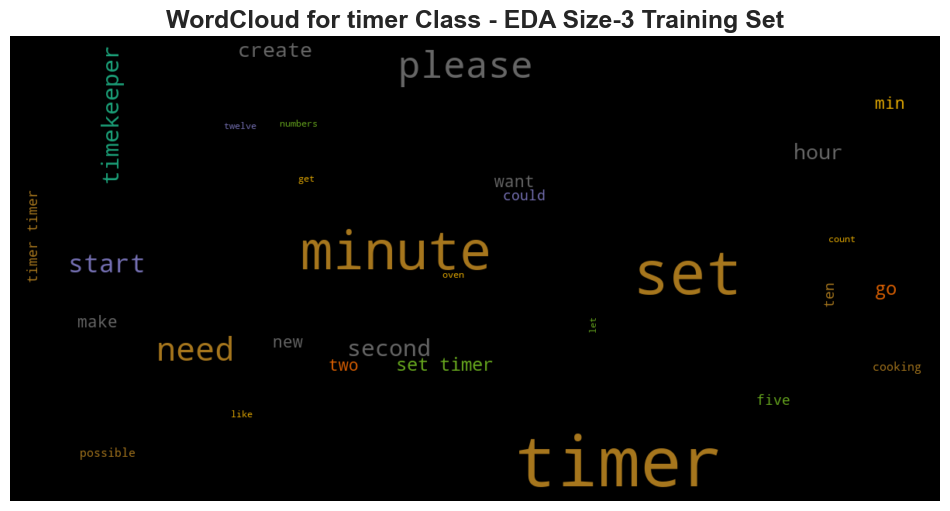 WordCloud for timer Class - EDA Size-3 Training Set
create
please
timekeeper
min
twelve
numbers
hour
get
want
could
timer timer
minute
count
start
set
oven
ten
go
make
let
need
new
second
two
set timer
cooking
five
like
possible
timer